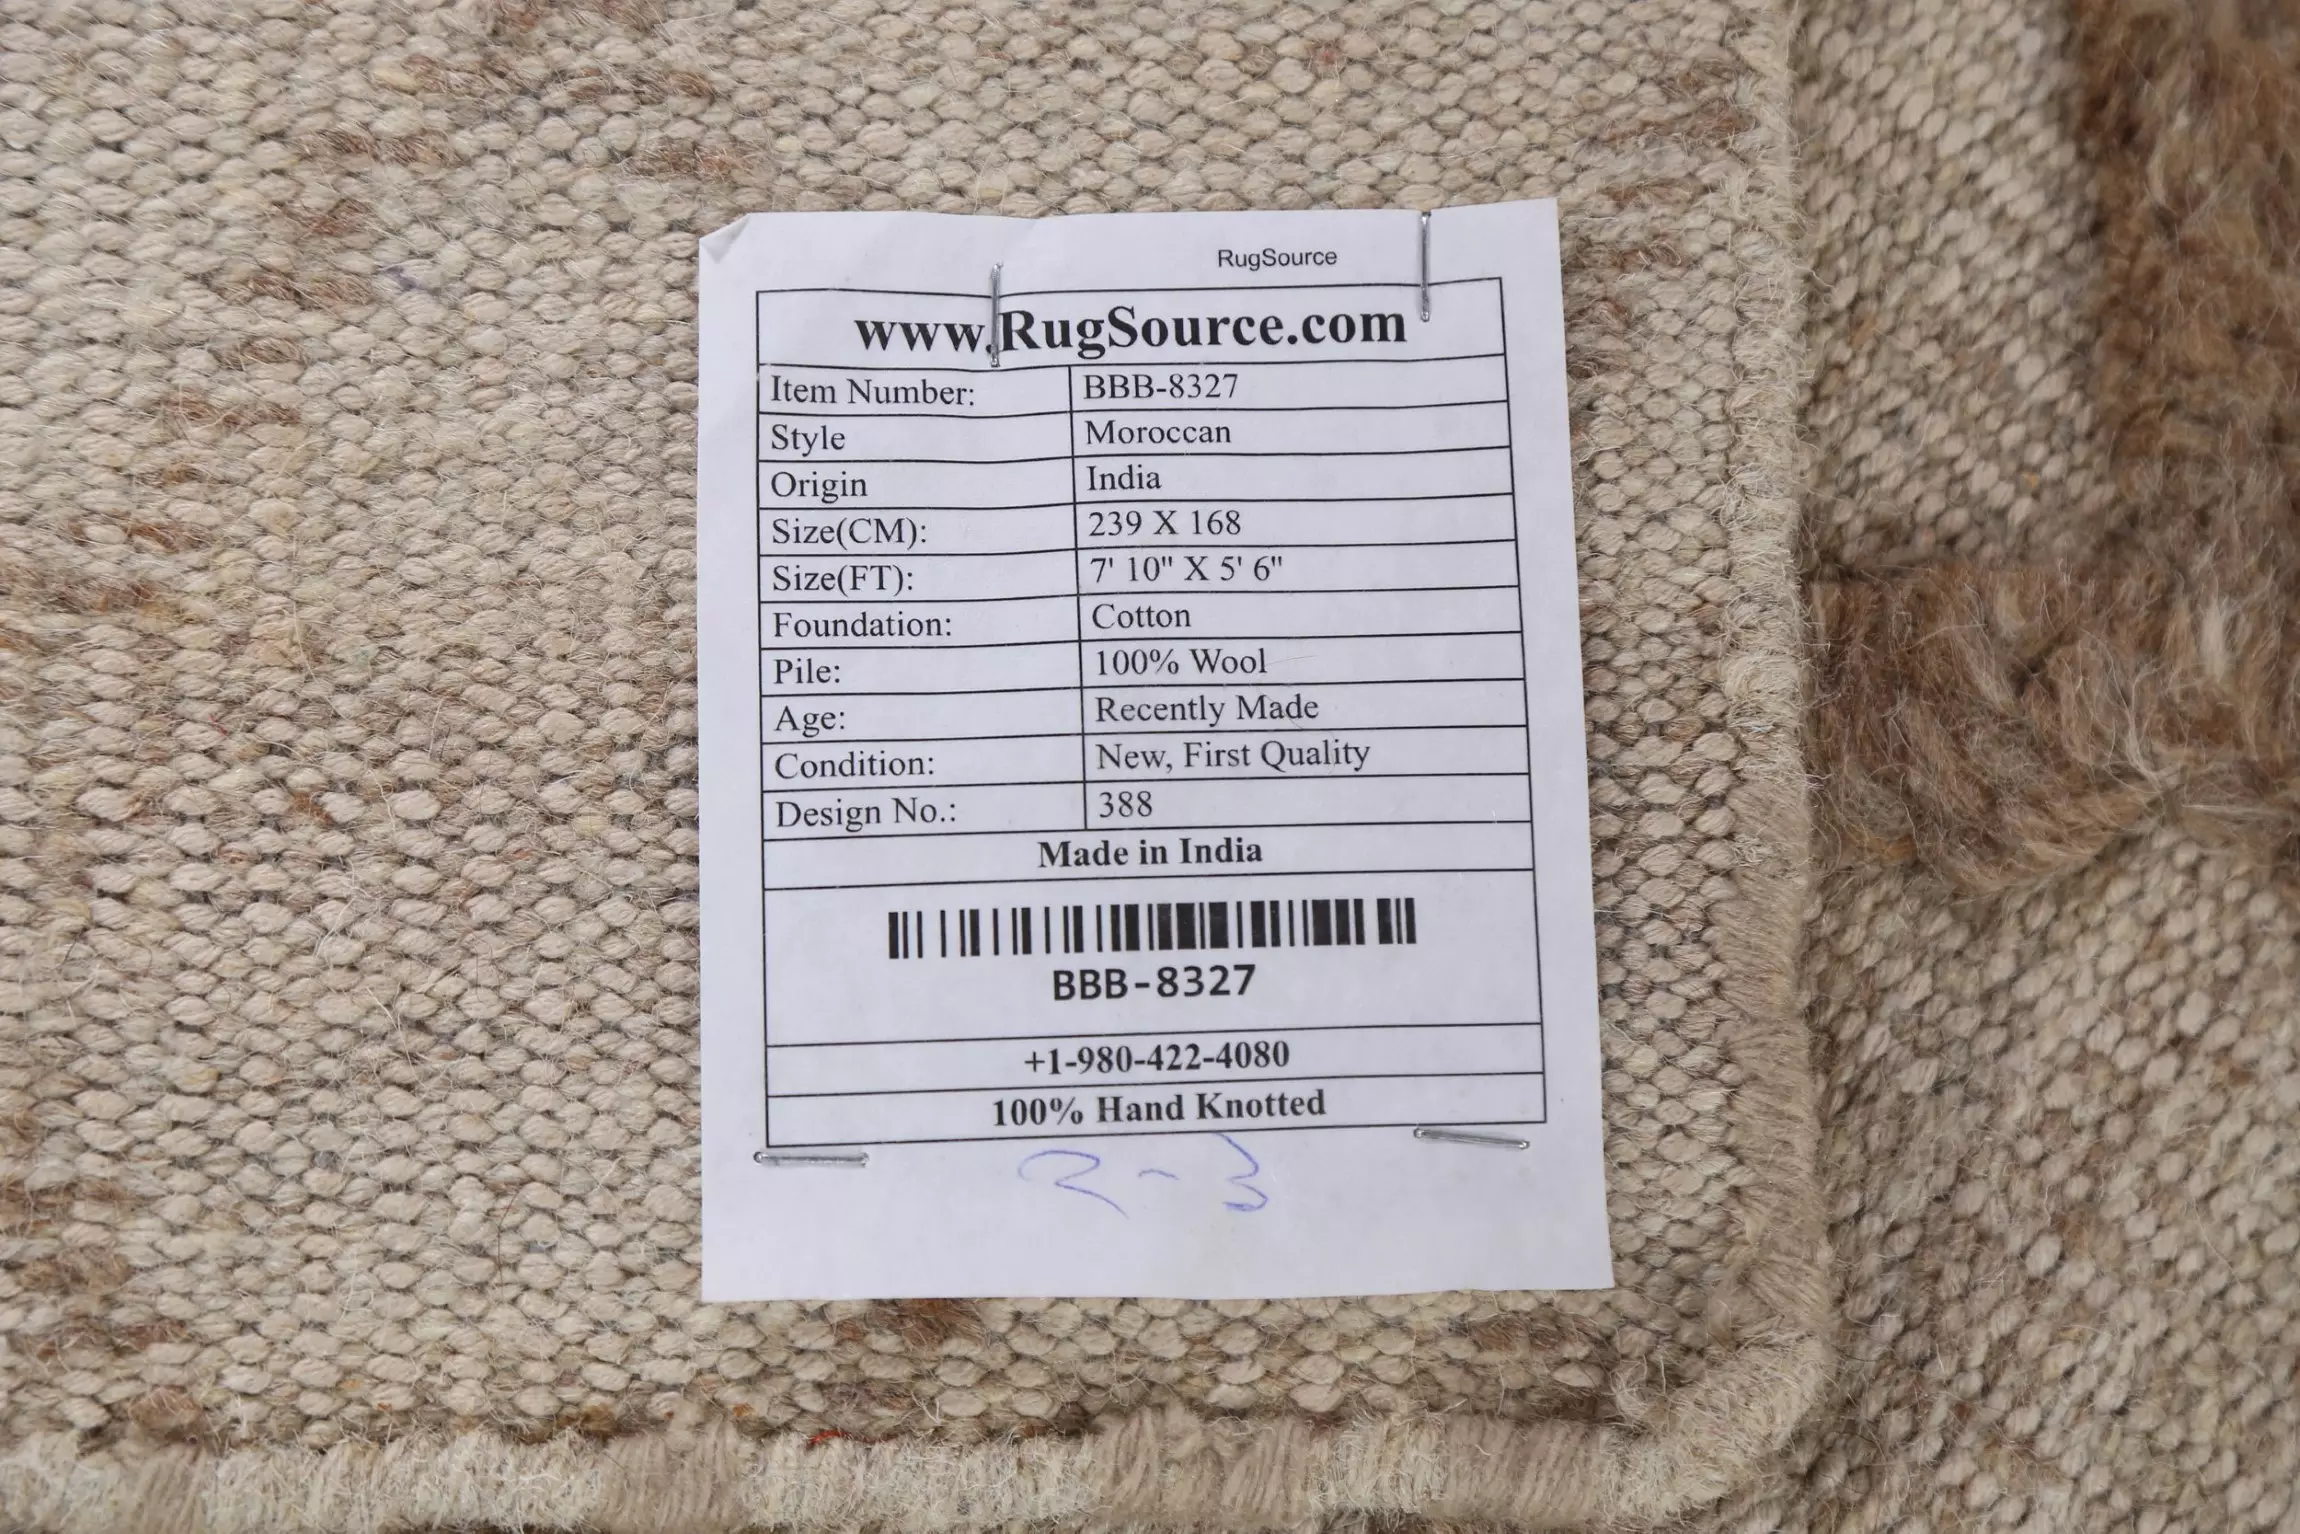 RugSource
www.RugSource.com
Item Number: BBB-8327
Style Moroccan
Origin India
Size(CM): 239 X 168
Size(FT): 7' 10" X 5' 6"
Foundation: Cotton
Pile: 100% Wool
Age: Recently Made
Condition: New, First Quality
Design No.: 388
Made in India
BBB-8327
+1-980-422-4080
100% Hand Knotted